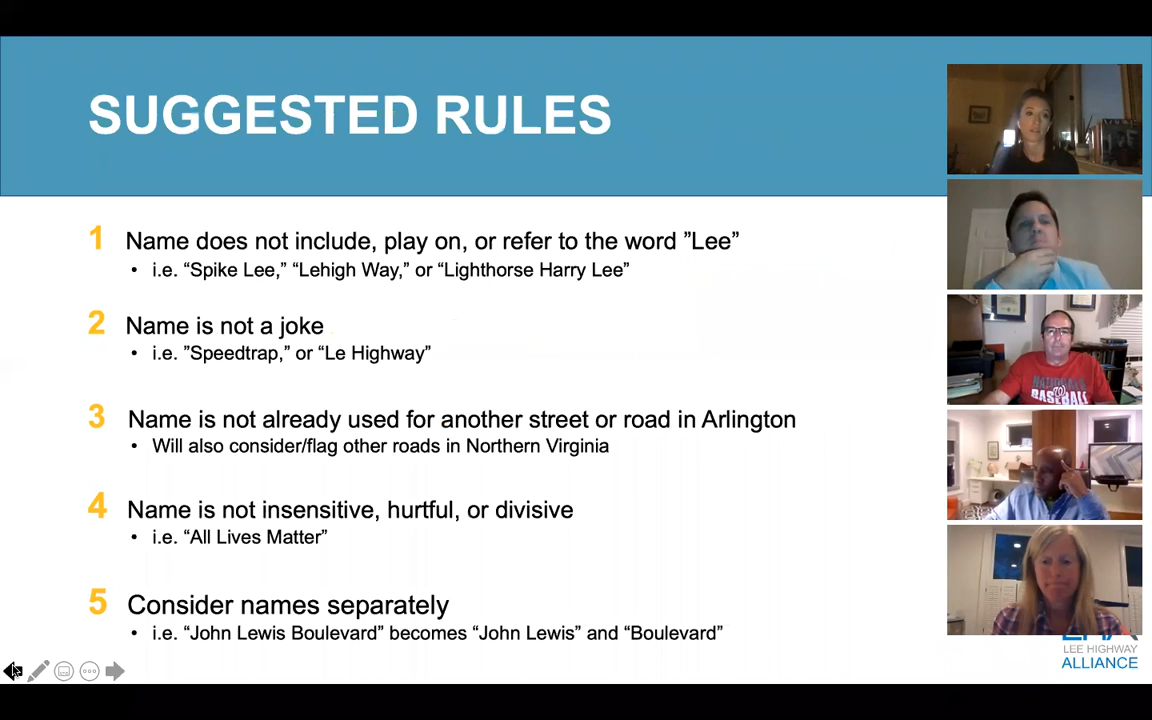 SUGGESTED RULES
1 Name does not include, play on, or refer to the word ”Lee”
• i.e. “Spike Lee,” “Lehigh Way,” or “Lighthorse Harry Lee”
2 Name is not a joke
• i.e. ”Speedtrap,” or “Le Highway”
3 Name is not already used for another street or road in Arlington
• Will also consider/flag other roads in Northern Virginia
4 Name is not insensitive, hurtful, or divisive
• i.e. “All Lives Matter”
5 Consider names separately
• i.e. “John Lewis Boulevard” becomes “John Lewis” and “Boulevard”
NATIONALS
BASEBALL
LEE HIGHWAY
ALLIANCE